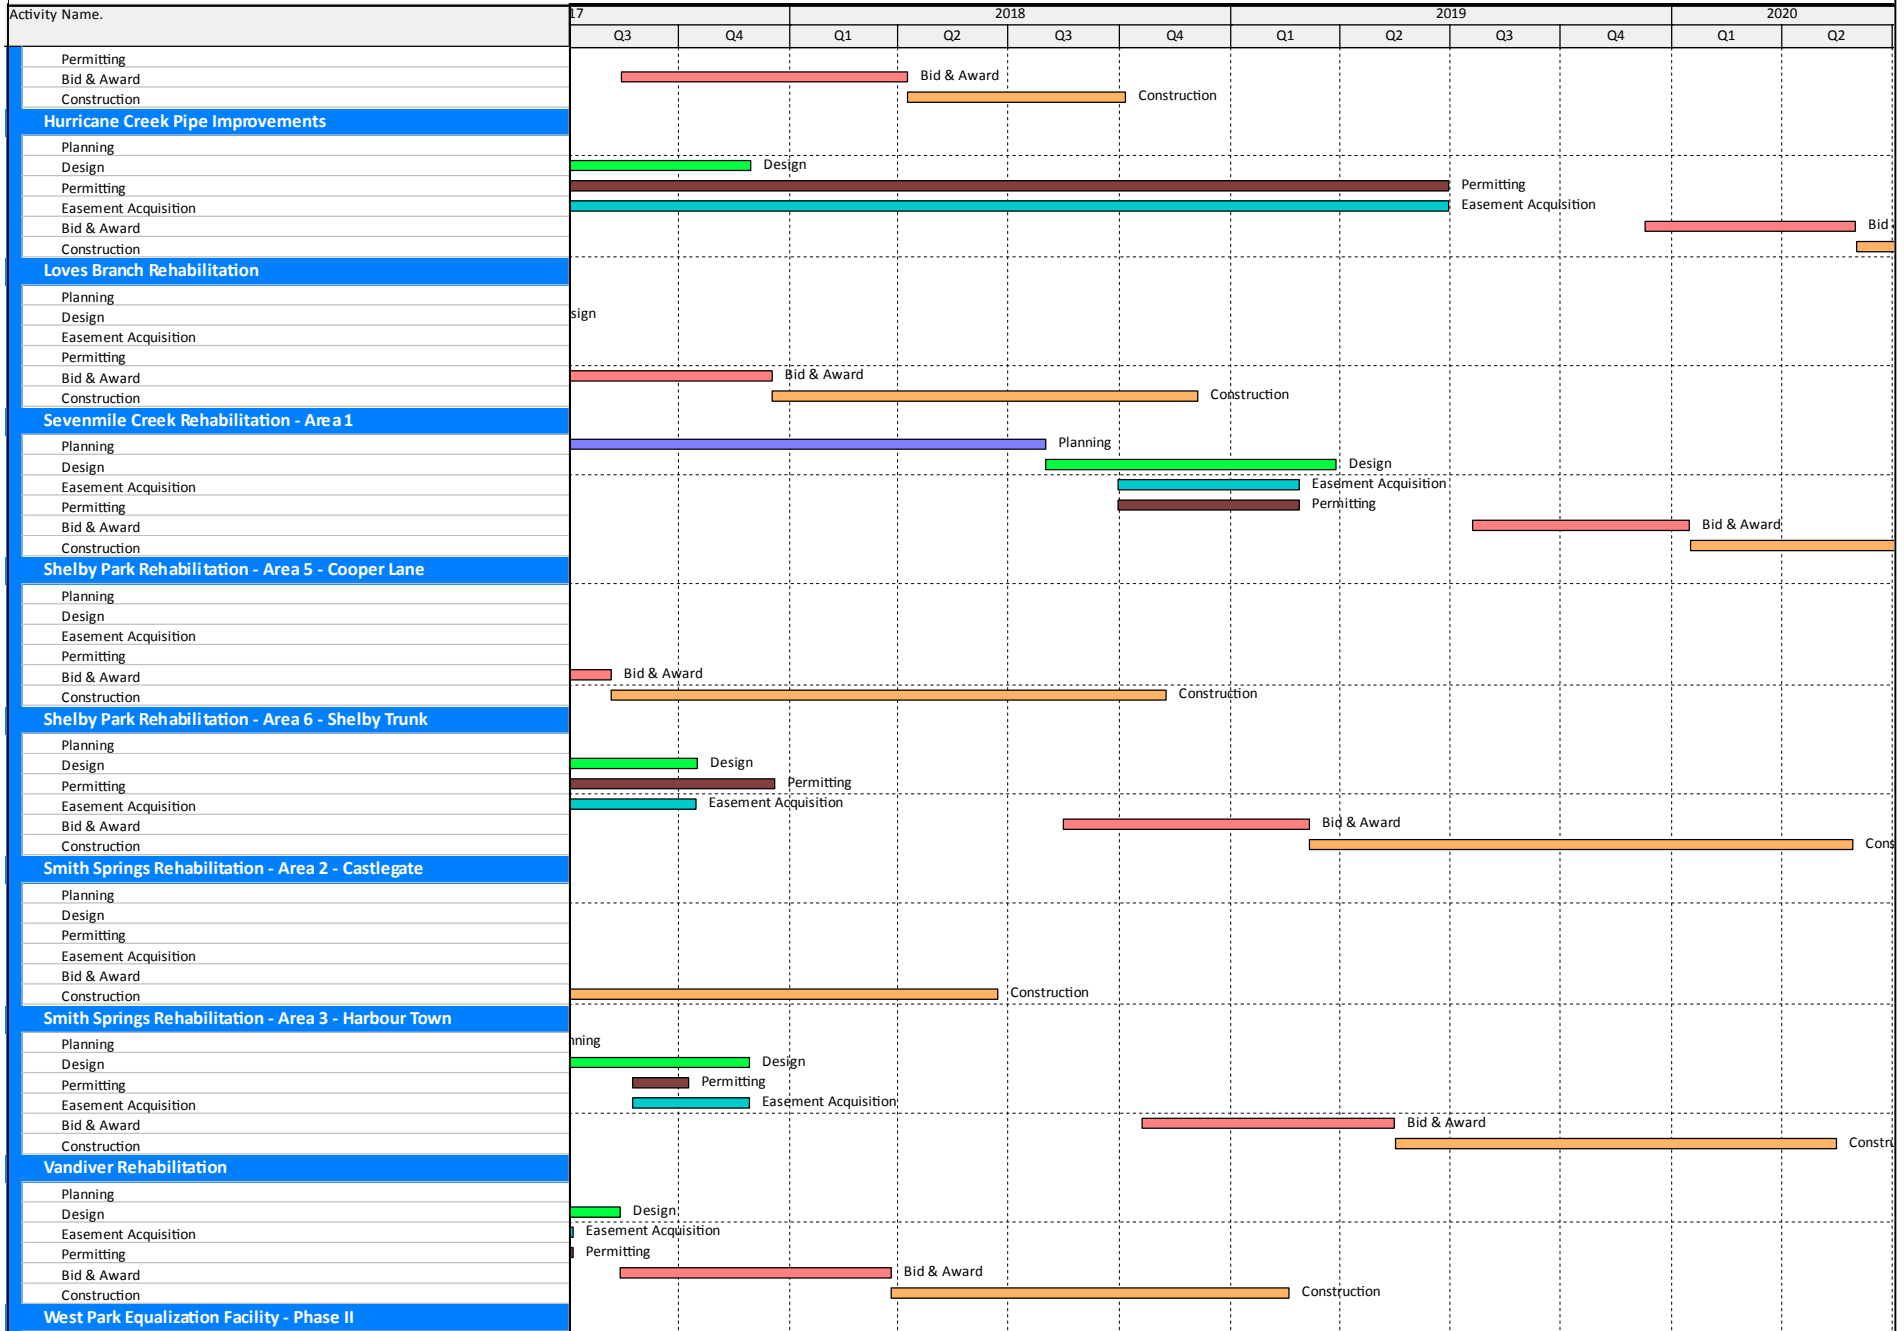 Activity Name.
17 2018 2019 2020
Q3 Q4 Q1 Q2 Q3 Q4 Q1 Q2 Q3 Q4 Q1 Q2
Permitting
Bid & Award Bid & Award
Construction Construction
Hurricane Creek Pipe Improvements
Planning
Design Design
Permitting Permitting
Easement Acquisition Easement Acquisition
Bid & Award Bid
Construction
Loves Branch Rehabilitation
Planning
Design sign
Easement Acquisition
Permitting
Bid & Award Bid & Award
Construction Construction
Sevenmile Creek Rehabilitation - Area 1
Planning Planning
Design Design
Easement Acquisition Easement Acquisition
Permitting Permitting
Bid & Award Bid & Award
Construction
Shelby Park Rehabilitation - Area 5 - Cooper Lane
Planning
Design
Easement Acquisition
Permitting
Bid & Award Bid & Award
Construction Construction
Shelby Park Rehabilitation - Area 6 - Shelby Trunk
Planning
Design Design
Permitting Permitting
Easement Acquisition Easement Acquisition
Bid & Award Bid & Award
Construction Cons
Smith Springs Rehabilitation - Area 2 - Castlegate
Planning
Design
Permitting
Easement Acquisition
Bid & Award
Construction Construction
Smith Springs Rehabilitation - Area 3 - Harbour Town
Planning nning
Design Design
Permitting Permitting
Easement Acquisition Easement Acquisition
Bid & Award Bid & Award
Construction Constru
Vandiver Rehabilitation
Planning
Design Design
Easement Acquisition Easement Acquisition
Permitting Permitting
Bid & Award Bid & Award
Construction Construction
West Park Equalization Facility - Phase II